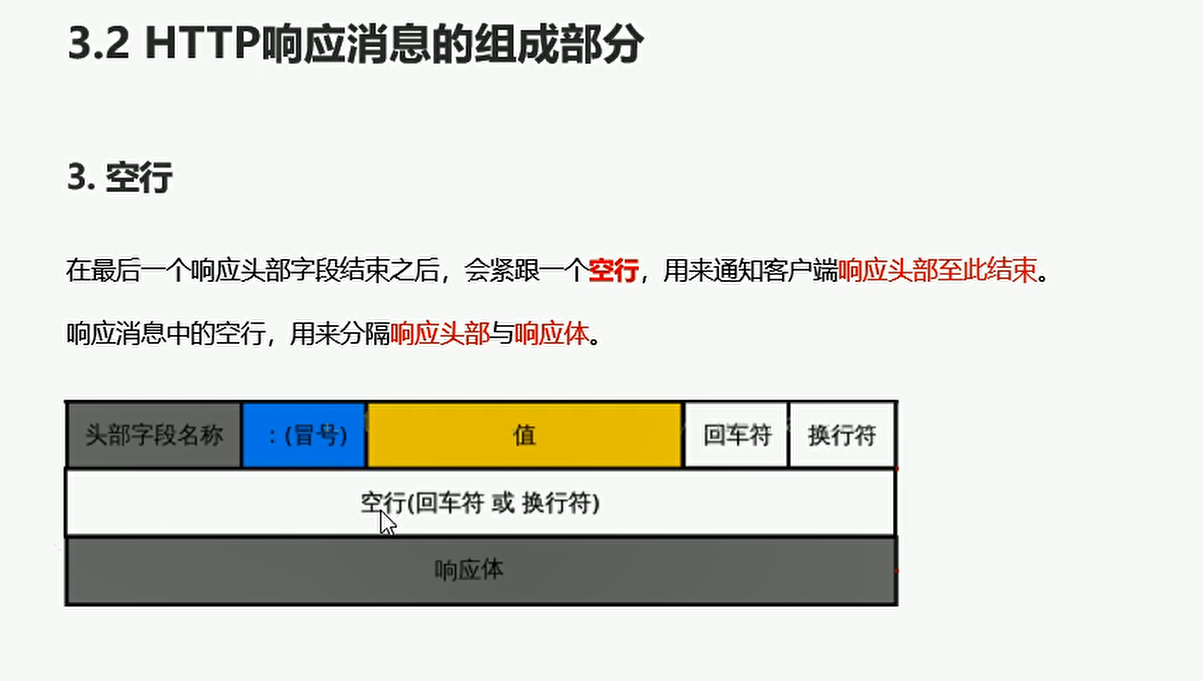 3.2 HTTP响应消息的组成部分
3. 空行
在最后一个响应头部字段结束之后，会紧跟一个空行，用来通知客户端响应头部至此结束。
响应消息中的空行，用来分隔响应头部与响应体。
头部字段名称 ：(冒号) 值 回车符 换行符
空行(回车符 或 换行符)
响应体